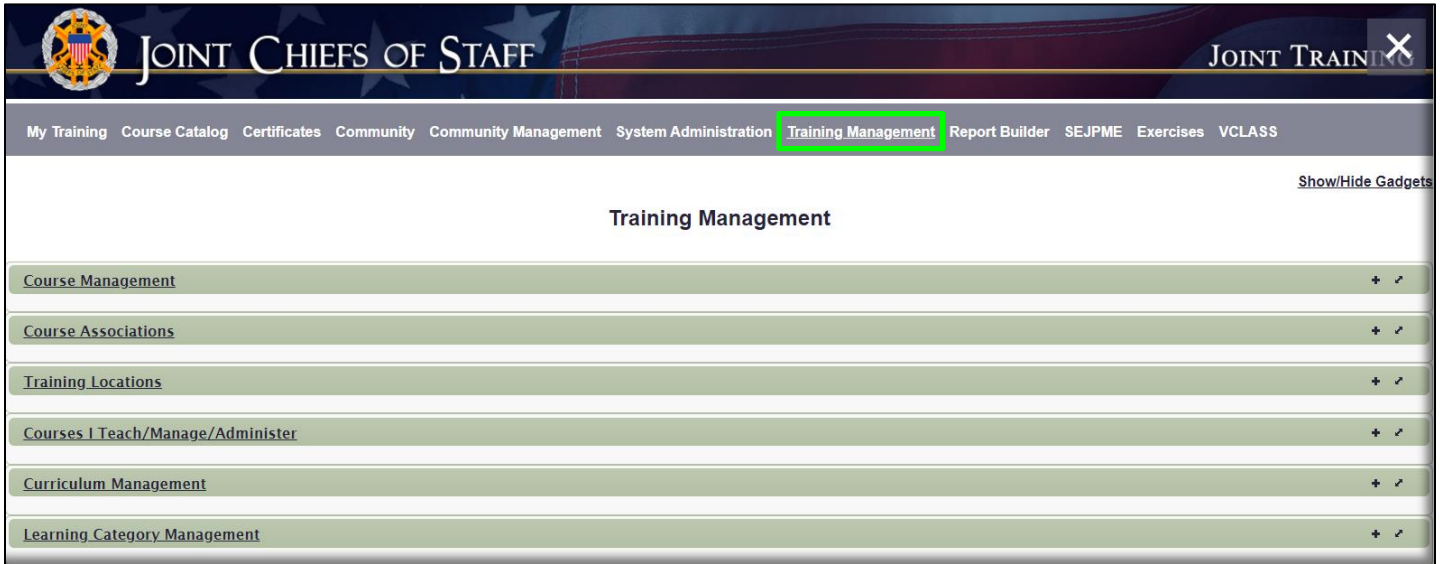 JOINT CHIEFS OF STAFF
JOINT TRAINING
My Training Course Catalog Certificates Community Community Management System Administration Training Management Report Builder SEJPME Exercises VCLASS
Show/Hide Gadgets
Training Management
Course Management
Course Associations
Training Locations
Courses I Teach/Manage/Administer
Curriculum Management
Learning Category Management